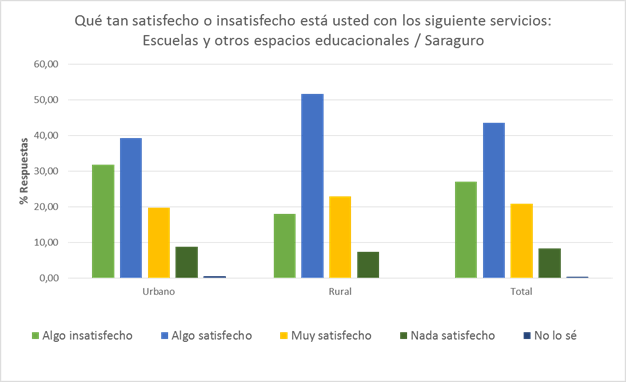 Qué tan satisfecho o insatisfecho está usted con los siguiente servicios:
Escuelas y otros espacios educacionales / Saraguro
% Respuestas
60,00
50,00
40,00
30,00
20,00
10,00
0,00
Urbano Rural Total
Algo insatisfecho Algo satisfecho Muy satisfecho Nada satisfecho No lo sé